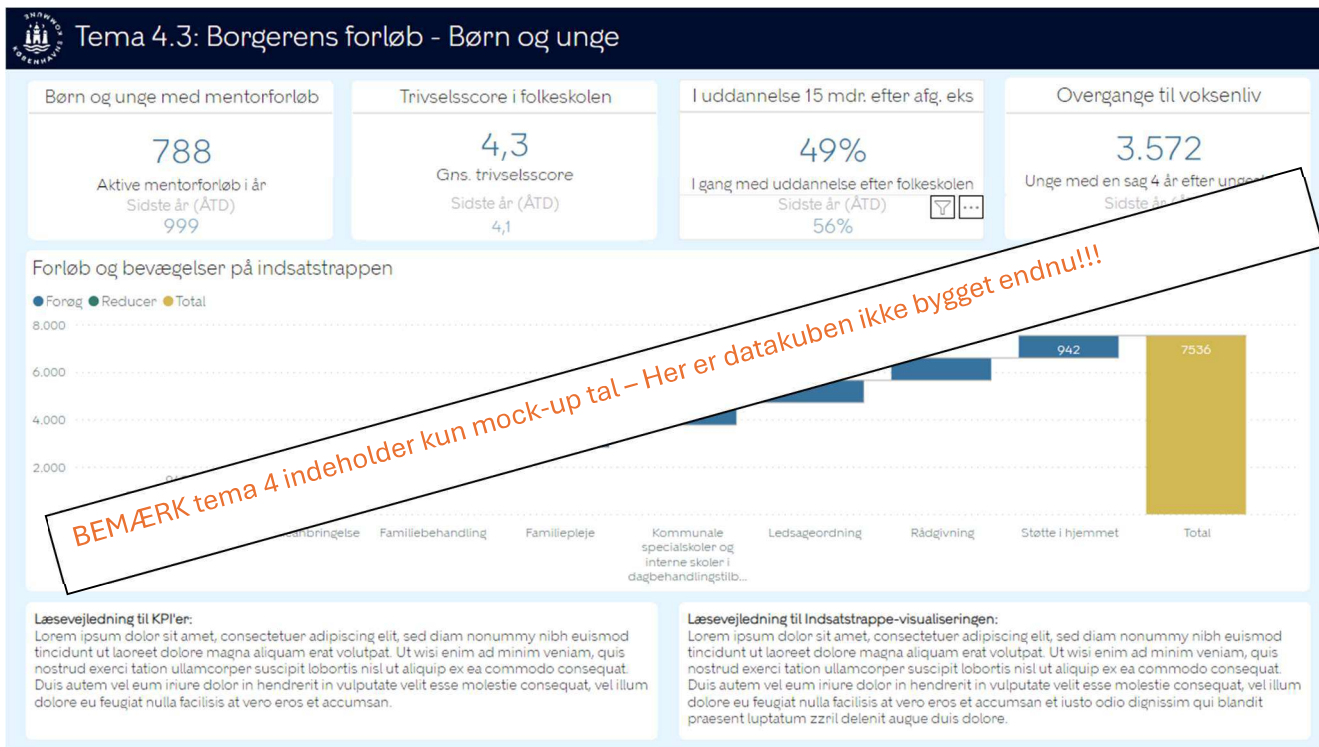 KØBENHAVNS KOMMUNE
Tema 4.3: Borgerens forløb - Børn og unge
Børn og unge med mentorforløb
788
Aktive mentorforløb i år
Sidste år (ÅTD)
999
Trivselsscore i folkeskolen
4,3
Gns. trivselsscore
Sidste år (ÅTD)
4,1
I uddannelse 15 mdr. efter afg. eks
49%
I gang med uddannelse efter folkeskolen
Sidste år (ÅTD)
56%
Overgange til voksenliv
3.572
Unge med en sag 4 år efter
Sidste år
Forløb og bevægelser på indsatstrappen
Forøg Reducer Total
8.000
6.000
4.000
2.000
942
7536
BEMÆRK tema 4 indeholder kun mock-up tal – Her er datakuben ikke bygget endnu!!!
Familiebehandling
Familiepleje
Kommunale
specialskoler og
interne skoler i
dagbehandlingstilb...
Ledsageordning
Rådgivning
Støtte i hjemmet
Total
Læsevejledning til KPI'er:
Lorem ipsum dolor sit amet, consectetuer adipiscing elit, sed diam nonummy nibh euismod
tincidunt ut laoreet dolore magna aliquam erat volutpat. Ut wisi enim ad minim veniam, quis
nostrud exerci tation ullamcorper suscipit lobortis nisl ut aliquip ex ea commodo consequat.
Duis autem vel eum iriure dolor in hendrerit in vulputate velit esse molestie consequat, vel illum
dolore eu feugiat nulla facilisis at vero eros et accumsan.
Læsevejledning til Indsatstrappe-visualiseringen:
Lorem ipsum dolor sit amet, consectetuer adipiscing elit, sed diam nonummy nibh euismod
tincidunt ut laoreet dolore magna aliquam erat volutpat. Ut wisi enim ad minim veniam, quis
nostrud exerci tation ullamcorper suscipit lobortis nisl ut aliquip ex ea commodo consequat.
Duis autem vel eum iriure dolor in hendrerit in vulputate velit esse molestie consequat, vel illum
dolore eu feugiat nulla facilisis at vero eros et accumsan et iusto odio dignissim qui blandit
praesent luptatum zzril delenit augue duis dolore.